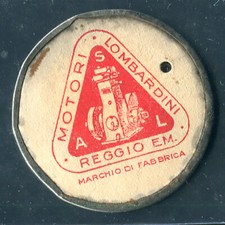 MOTORI
LOMBARDINI
REGGIO EM.
A S L
MARCHIO DI FABBRICA